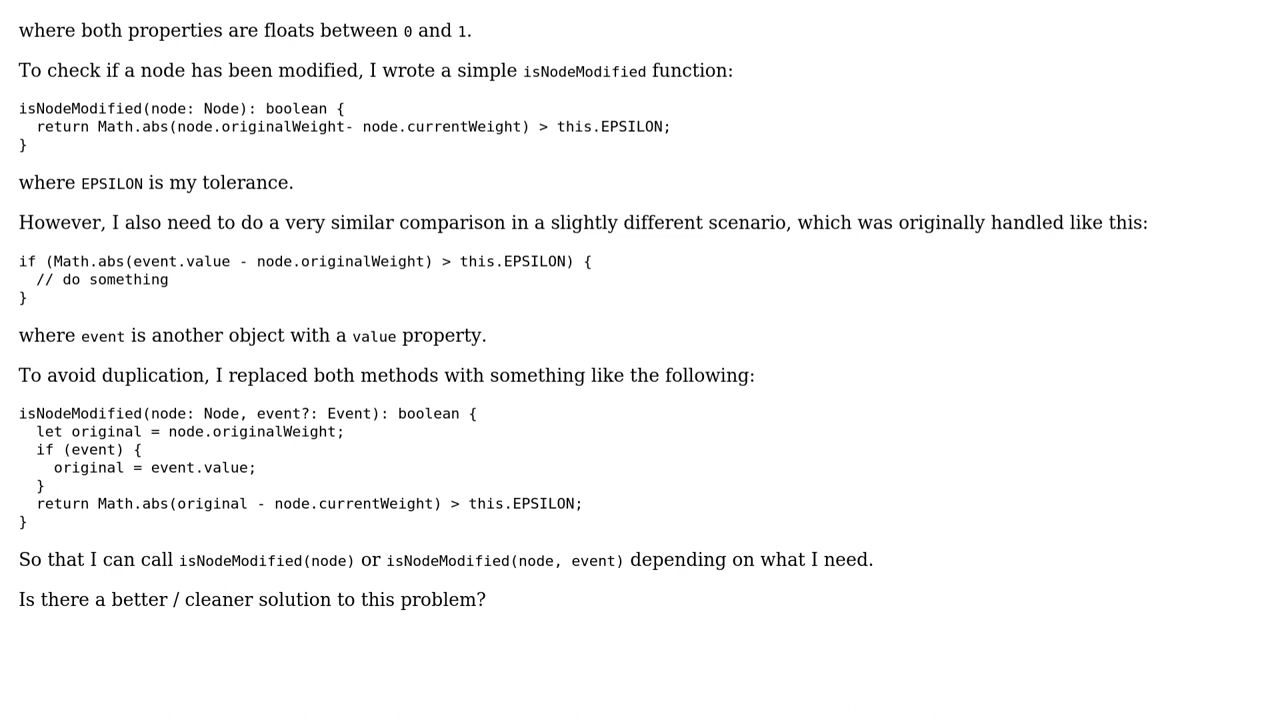 where both properties are floats between 0 and 1.
To check if a node has been modified, I wrote a simple isNodeModified function:
isNodeModified(node: Node): boolean {
  return Math.abs(node.originalWeight- node.currentWeight) > this.EPSILON;
}
where EPSILON is my tolerance.
However, I also need to do a very similar comparison in a slightly different scenario, which was originally handled like this:
if (Math.abs(event.value - node.originalWeight) > this.EPSILON) {
  // do something
}
where event is another object with a value property.
To avoid duplication, I replaced both methods with something like the following:
isNodeModified(node: Node, event?: Event): boolean {
  let original = node.originalWeight;
  if (event) {
    original = event.value;
  }
  return Math.abs(original - node.currentWeight) > this.EPSILON;
}
So that I can call isNodeModified(node) or isNodeModified(node, event) depending on what I need.
Is there a better / cleaner solution to this problem?